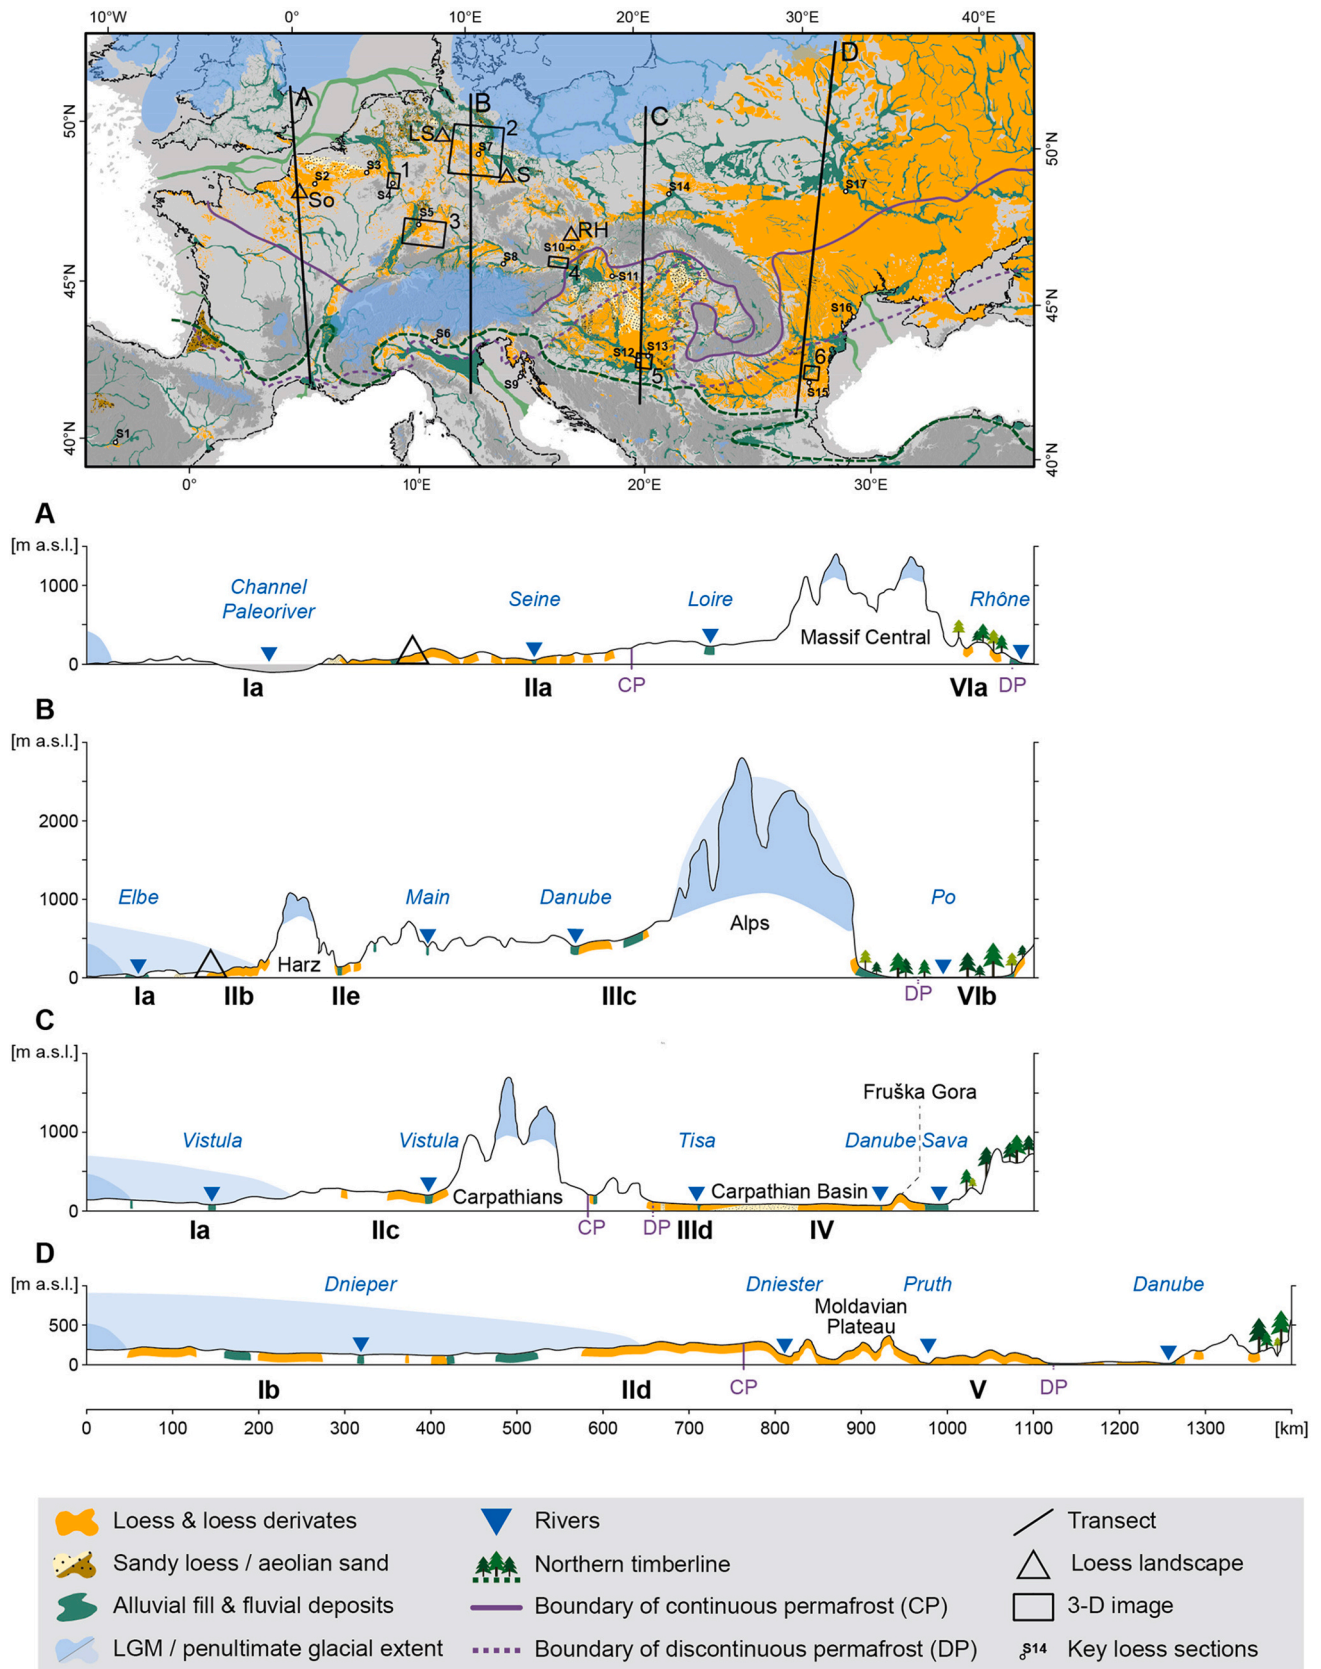 10°W 0° 10°E 20°E 30°E 40°E
50°N 45°N 40°N
50°N 45°N 40°N
A B C D
LS 2 S7 S
S3 1 S2 S4 So
S5 3
S14 S17
RH S10 S8 4 S11
S6 S16
S12 S13 5 6 S15
S9
S1
0° 10°E 20°E 30°E
A
[m a.s.l.]
1000
0
Channel
Paleoriver
Seine Loire Rhône
Massif Central
Ia IIa CP VIa DP
B
[m a.s.l.]
2000
1000
0
Elbe Main Danube Po
Harz Alps
Ia IIb IIe IIIc DP VIb
C
[m a.s.l.]
1000
0
Fruška Gora
Vistula Vistula Tisa Danube Sava
Carpathians Carpathian Basin
Ia IIc CP DP IIId IV
D
[m a.s.l.]
500
0
Dnieper Dniester Pruth Danube
Moldavian
Plateau
Ib IId CP V DP
0 100 200 300 400 500 600 700 800 900 1000 1100 1200 1300 [km]
Loess & loess derivates Rivers Transect
Sandy loess / aeolian sand Northern timberline Loess landscape
Alluvial fill & fluvial deposits Boundary of continuous permafrost (CP) 3-D image
LGM / penultimate glacial extent Boundary of discontinuous permafrost (DP) S14 Key loess sections